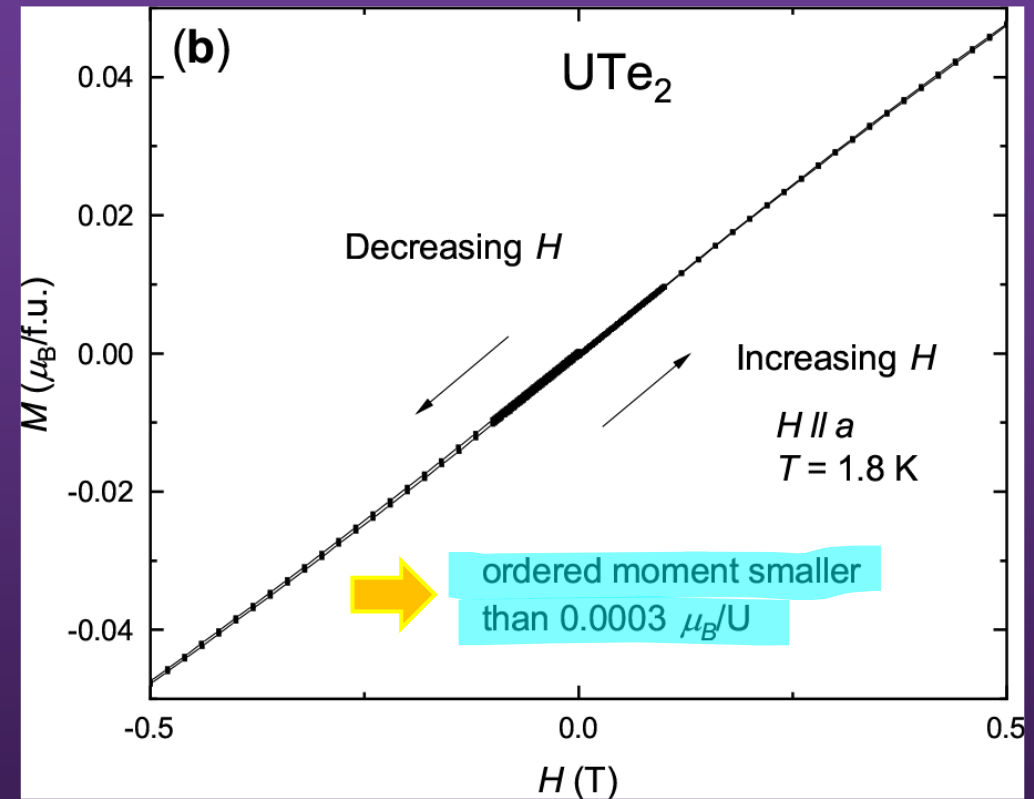 (b)
UTe₂
0.04
0.02
0.00
-0.02
-0.04
M (μB/f.u.)
Decreasing H
Increasing H
H // a
T = 1.8 K
ordered moment smaller
than 0.0003 μB/U
-0.5
0.0
0.5
H (T)